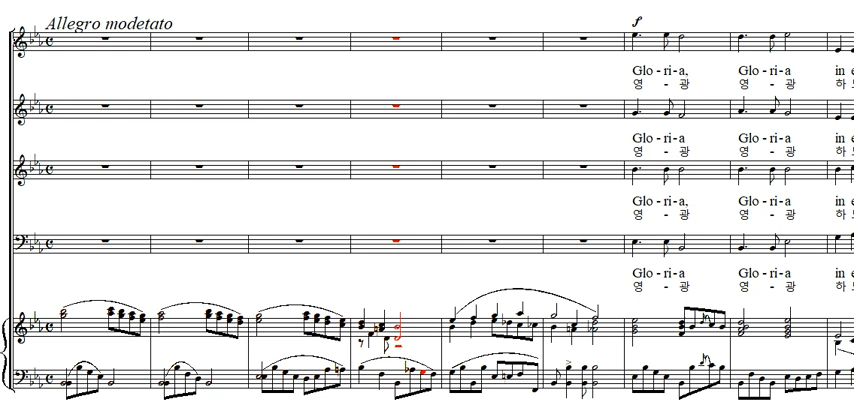 Allegro modetato
f
Glo - ri-a, Glo - ri-a in e
영 - 광 영 - 광 하
Glo - ri-a Glo - ri-a in e
영 - 광 영 - 광 하
Glo - ri-a, Glo - ri-a in e
영 - 광 영 - 광 하
Glo - ri-a Glo - ri-a in e
영 - 광 영 - 광 하